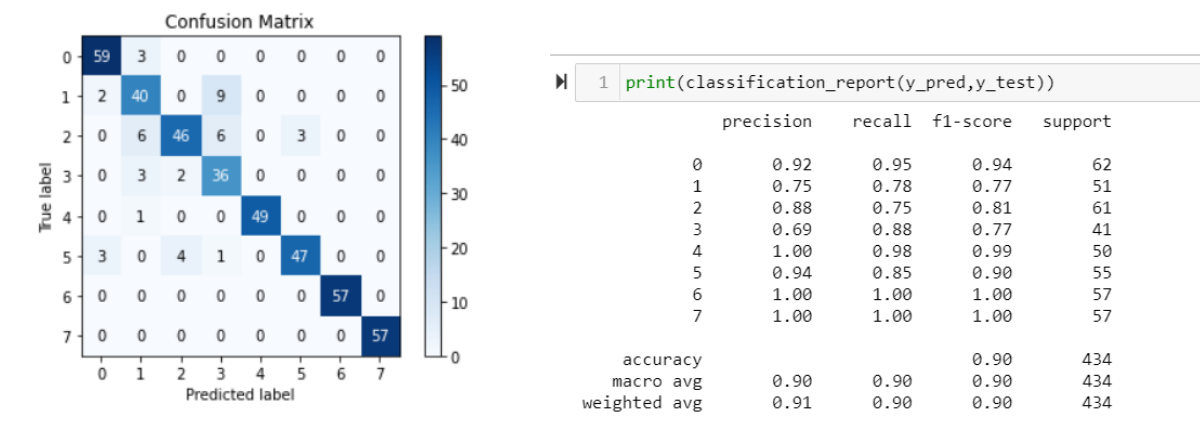 Confusion Matrix
0 59 3 0 0 0 0 0 0
1 2 40 0 9 0 0 0 0
2 0 6 46 6 0 3 0 0
3 0 3 2 36 0 0 0 0
4 0 1 0 0 49 0 0 0
5 3 0 4 1 0 47 0 0
6 0 0 0 0 0 0 57 0
7 0 0 0 0 0 0 0 57
0 1 2 3 4 5 6 7
Predicted label
True label
50
40
30
20
10
0
1 print(classification_report(y_pred,y_test))
precision recall f1-score support
0 0.92 0.95 0.94 62
1 0.75 0.78 0.77 51
2 0.88 0.75 0.81 61
3 0.69 0.88 0.77 41
4 1.00 0.98 0.99 50
5 0.94 0.85 0.90 55
6 1.00 1.00 1.00 57
7 1.00 1.00 1.00 57
accuracy 0.90 434
macro avg 0.90 0.90 0.90 434
weighted avg 0.91 0.90 0.90 434